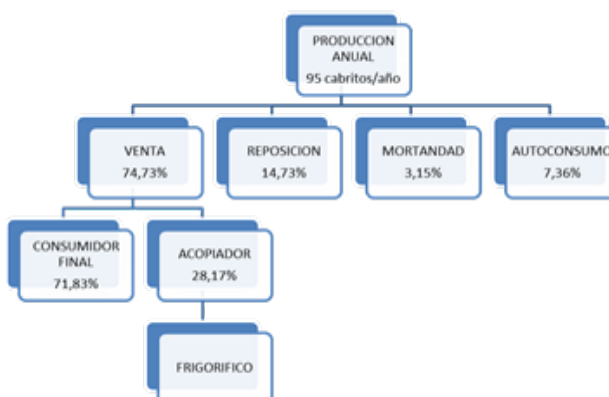 PRODUCCION
ANUAL
95 cabritos/año
VENTA
74,73%
REPOSICION
14,73%
MORTANDAD
3,15%
AUTOCONSUMO
7,36%
CONSUMIDOR
FINAL
71,83%
ACOPIADOR
28,17%
FRIGORIFICO